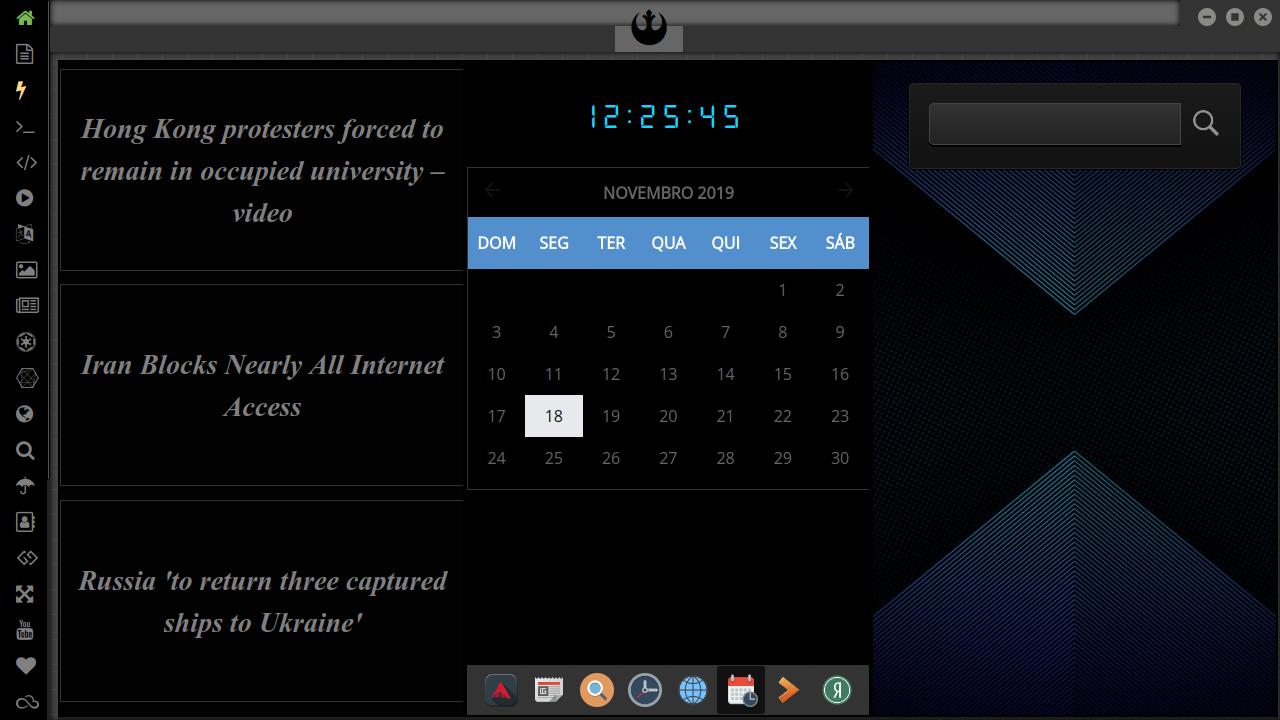 Hong Kong protesters forced to
remain in occupied university –
video
Iran Blocks Nearly All Internet
Access
Russia 'to return three captured
ships to Ukraine'
12:25:45
NOVEMBRO 2019
DOM SEG TER QUA QUI SEX SÁB
1 2
3 4 5 6 7 8 9
10 11 12 13 14 15 16
17 18 19 20 21 22 23
24 25 26 27 28 29 30
You
Tube
Я